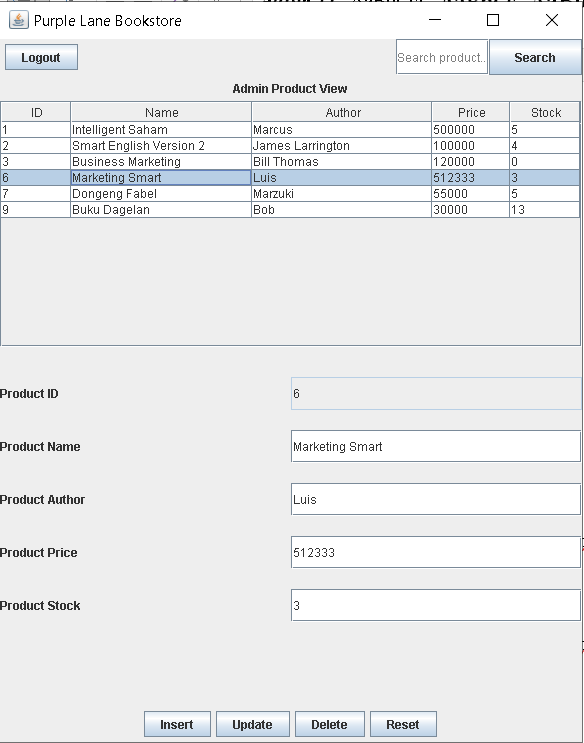 Purple Lane Bookstore
Logout Search product.. Search
Admin Product View
ID Name Author Price Stock
1 Intelligent Saham Marcus 500000 5
2 Smart English Version 2 James Larrington 100000 4
3 Business Marketing Bill Thomas 120000 0
6 Marketing Smart Luis 512333 3
7 Dongeng Fabel Marzuki 55000 5
9 Buku Dagelan Bob 30000 13
Product ID 6
Product Name Marketing Smart
Product Author Luis
Product Price 512333
Product Stock 3
Insert Update Delete Reset